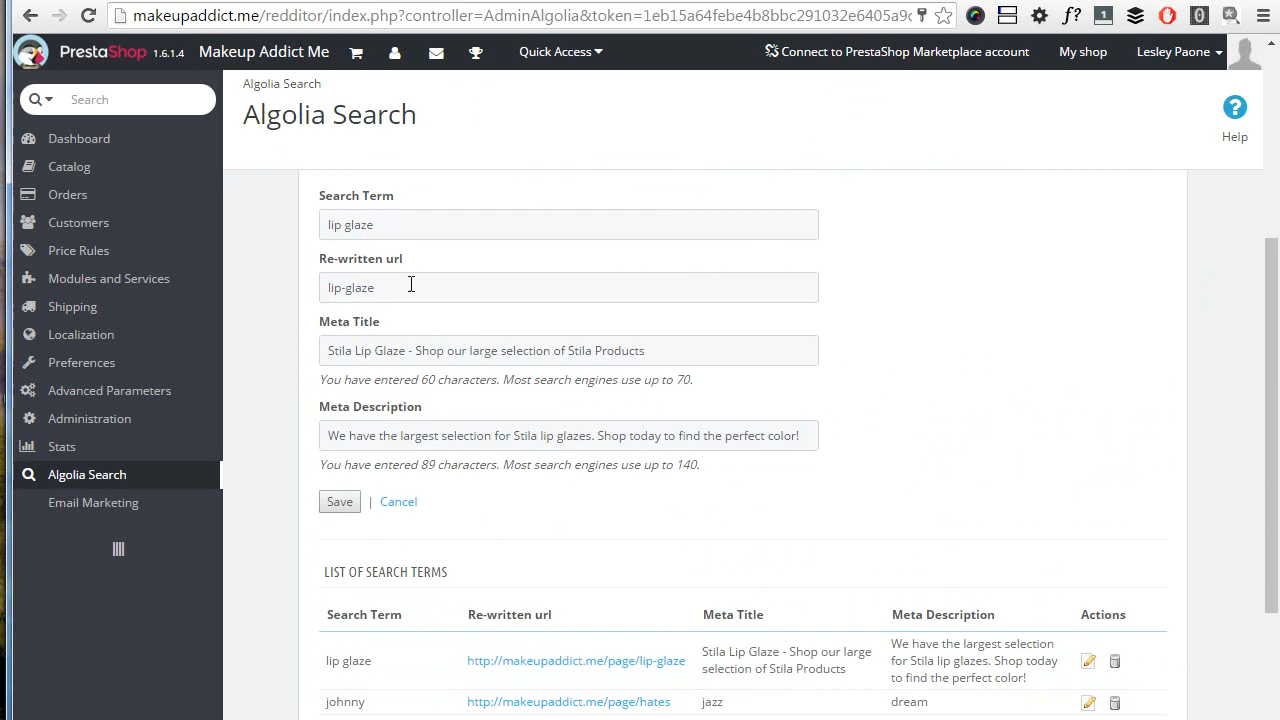 makeupaddict.me/redditor/index.php?controller=AdminAlgolia&token=1eb15a64febe4b8bbc291032e6405a9c
PrestaShop 1.6.1.4 Makeup Addict Me Quick Access Connect to PrestaShop Marketplace account My shop Lesley Paone
Search
Dashboard
Catalog
Orders
Customers
Price Rules
Modules and Services
Shipping
Localization
Preferences
Advanced Parameters
Administration
Stats
Algolia Search
Email Marketing
Algolia Search
Algolia Search
Help
Search Term
lip glaze
Re-written url
lip-glaze
Meta Title
Stila Lip Glaze - Shop our large selection of Stila Products
You have entered 60 characters. Most search engines use up to 70.
Meta Description
We have the largest selection for Stila lip glazes. Shop today to find the perfect color!
You have entered 89 characters. Most search engines use up to 140.
Save | Cancel
LIST OF SEARCH TERMS
Search Term Re-written url Meta Title Meta Description Actions
lip glaze http://makeupaddict.me/page/lip-glaze Stila Lip Glaze - Shop our large selection of Stila Products We have the largest selection for Stila lip glazes. Shop today to find the perfect color!
johnny http://makeupaddict.me/page/hates jazz dream